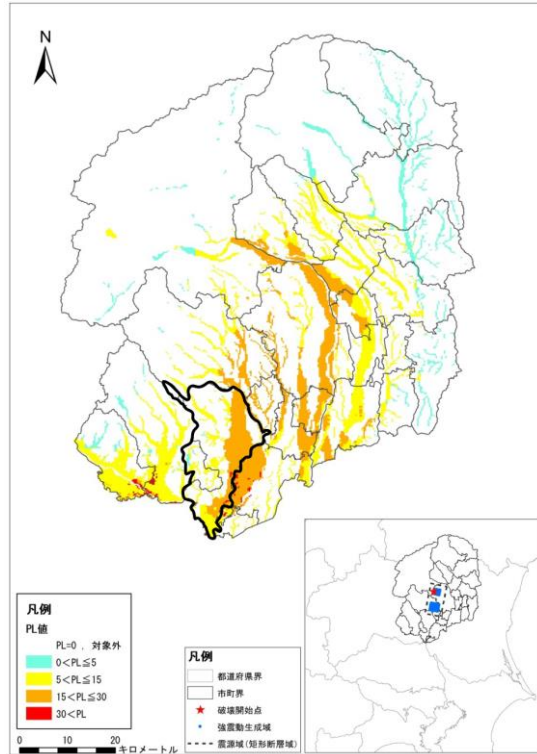 N
凡例
PL値
PL=0 , 対象外
0<PL≦5
5<PL≦15
15<PL≦30
30<PL
0
10
20
キロメートル
凡例
都道府県界
市町界
破壊開始点
強震動生成域
震源域(矩形断層域)